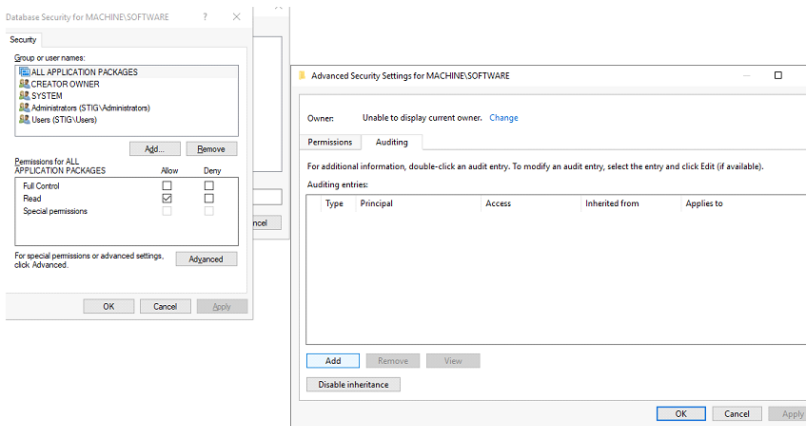 Database Security for MACHINE\SOFTWARE
Security
Group or user names:
ALL APPLICATION PACKAGES
CREATOR OWNER
SYSTEM
Administrators (STIG\Administrators)
Users (STIG\Users)
Add...
Remove
Permissions for ALL
APPLICATION PACKAGES
Allow
Deny
Full Control
Read
Special permissions
For special permissions or advanced settings,
click Advanced.
Advanced
OK
Cancel
Apply
ncel
Advanced Security Settings for MACHINE\SOFTWARE
Owner:
Unable to display current owner.
Change
Permissions
Auditing
For additional information, double-click an audit entry. To modify an audit entry, select the entry and click Edit (if available).
Auditing entries:
Type
Principal
Access
Inherited from
Applies to
Add
Remove
View
Disable inheritance
OK
Cancel
Apply